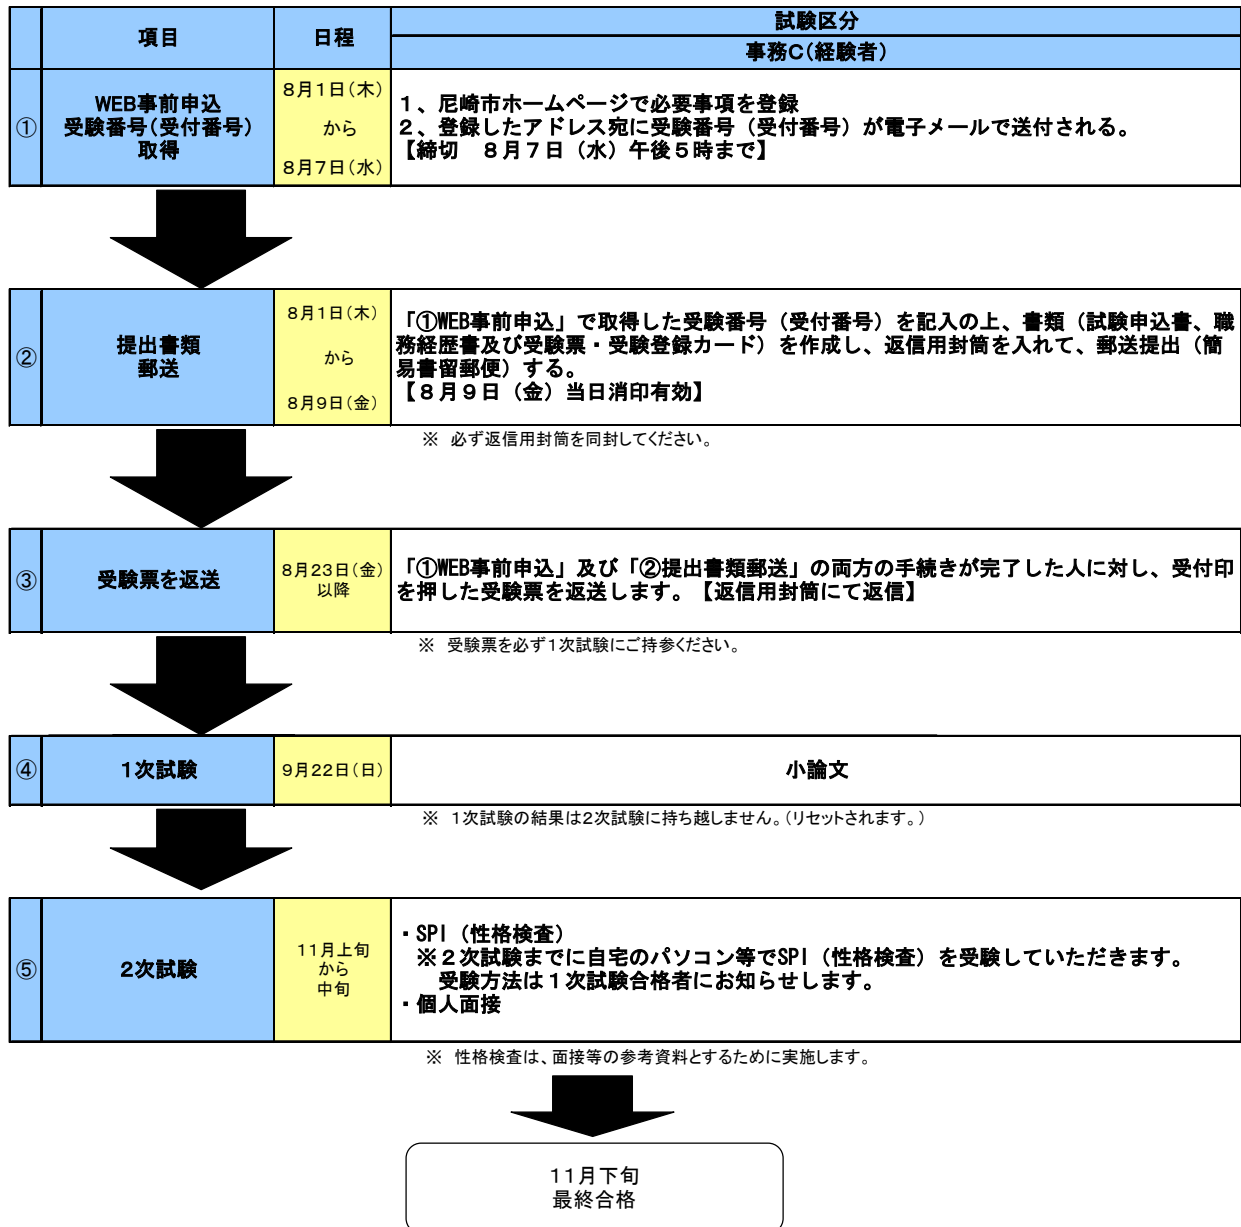 項目
日程
試験区分
事務C(経験者)
①
WEB事前申込
受験番号(受付番号)
取得
8月1日(木)
から
8月7日(水)
1、尼崎市ホームページで必要事項を登録
2、登録したアドレス宛に受験番号（受付番号）が電子メールで送付される。
【締切　8月7日（水）午後5時まで】
②
提出書類
郵送
8月1日(木)
から
8月9日(金)
「①WEB事前申込」で取得した受験番号（受付番号）を記入の上、書類（試験申込書、職
務経歴書及び受験票・受験登録カード）を作成し、返信用封筒を入れて、郵送提出（簡
易書留郵便）する。
【8月9日（金）当日消印有効】
※ 必ず返信用封筒を同封してください。
③
受験票を返送
8月23日(金)
以降
「①WEB事前申込」及び「②提出書類郵送」の両方の手続きが完了した人に対し、受付印
を押した受験票を返送します。【返信用封筒にて返信】
※ 受験票を必ず1次試験にご持参ください。
④
1次試験
9月22日(日)
小論文
※ 1次試験の結果は2次試験に持ち越しません。(リセットされます。)
⑤
2次試験
11月上旬
から
中旬
・SPI（性格検査）
※2次試験までに自宅のパソコン等でSPI（性格検査）を受験していただきます。
受験方法は1次試験合格者にお知らせします。
・個人面接
※ 性格検査は、面接等の参考資料とするために実施します。
11月下旬
最終合格